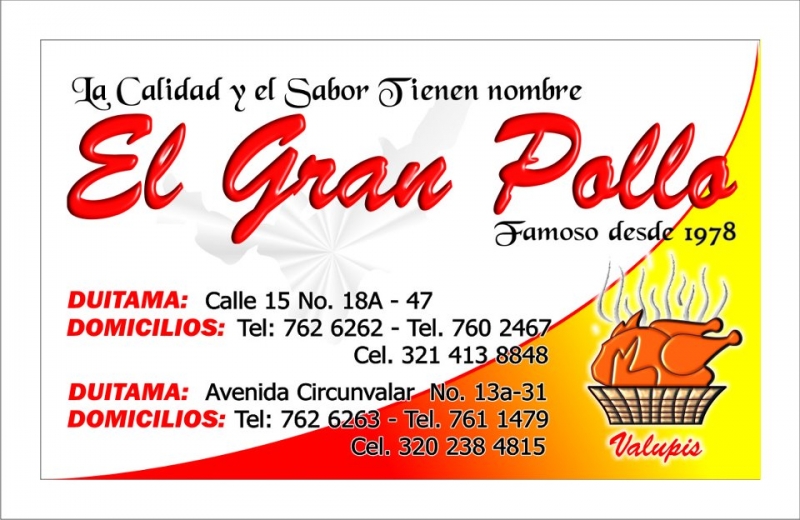 La Calidad y el Sabor Tienen nombre
El Gran Pollo
Famoso desde 1978
DUITAMA: Calle 15 No. 18A - 47
DOMICILIOS: Tel: 762 6262 - Tel. 760 2467
Cel. 321 413 8848
DUITAMA: Avenida Circunvalar No. 13a-31
DOMICILIOS: Tel: 762 6263 - Tel. 761 1479
Cel. 320 238 4815
Valupis